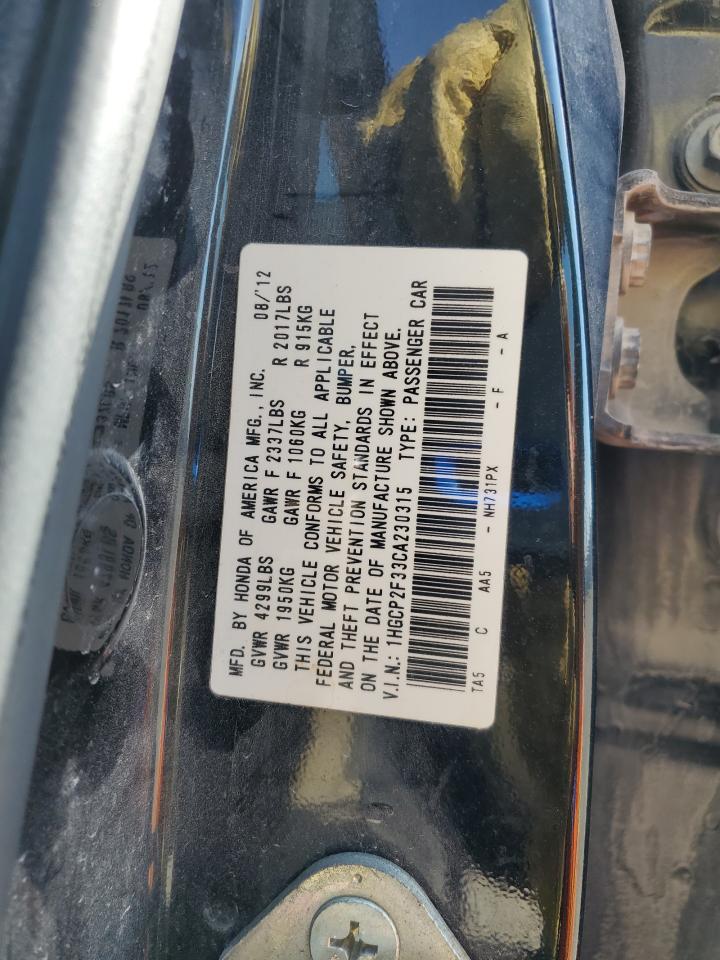 MFD. BY HONDA OF AMERICA MFG., INC. 08/12
GVWR 4299LBS GAWR F 2337LBS R 2017LBS
GVWR 1950KG GAWR F 1060KG R 915KG
THIS VEHICLE CONFORMS TO ALL APPLICABLE
FEDERAL MOTOR VEHICLE SAFETY, BUMPER,
AND THEFT PREVENTION STANDARDS IN EFFECT
ON THE DATE OF MANUFACTURE SHOWN ABOVE.
V.I.N.: 1HGCP2F33CA230315 TYPE: PASSENGER CAR
TA5 C AA5 - NH731PX - F - A